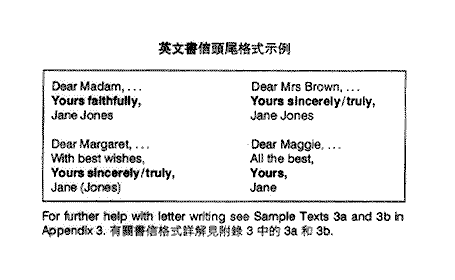 英文書信頭尾格式示例
Dear Madam, ...
Yours faithfully,
Jane Jones
Dear Mrs Brown, ...
Yours sincerely/truly,
Jane Jones
Dear Margaret, ...
With best wishes,
Yours sincerely/truly,
Jane (Jones)
Dear Maggie, ...
All the best,
Yours,
Jane
For further help with letter writing see Sample Texts 3a and 3b in
Appendix 3. 有關書信格式詳解見附錄 3 中的 3a 和 3b.